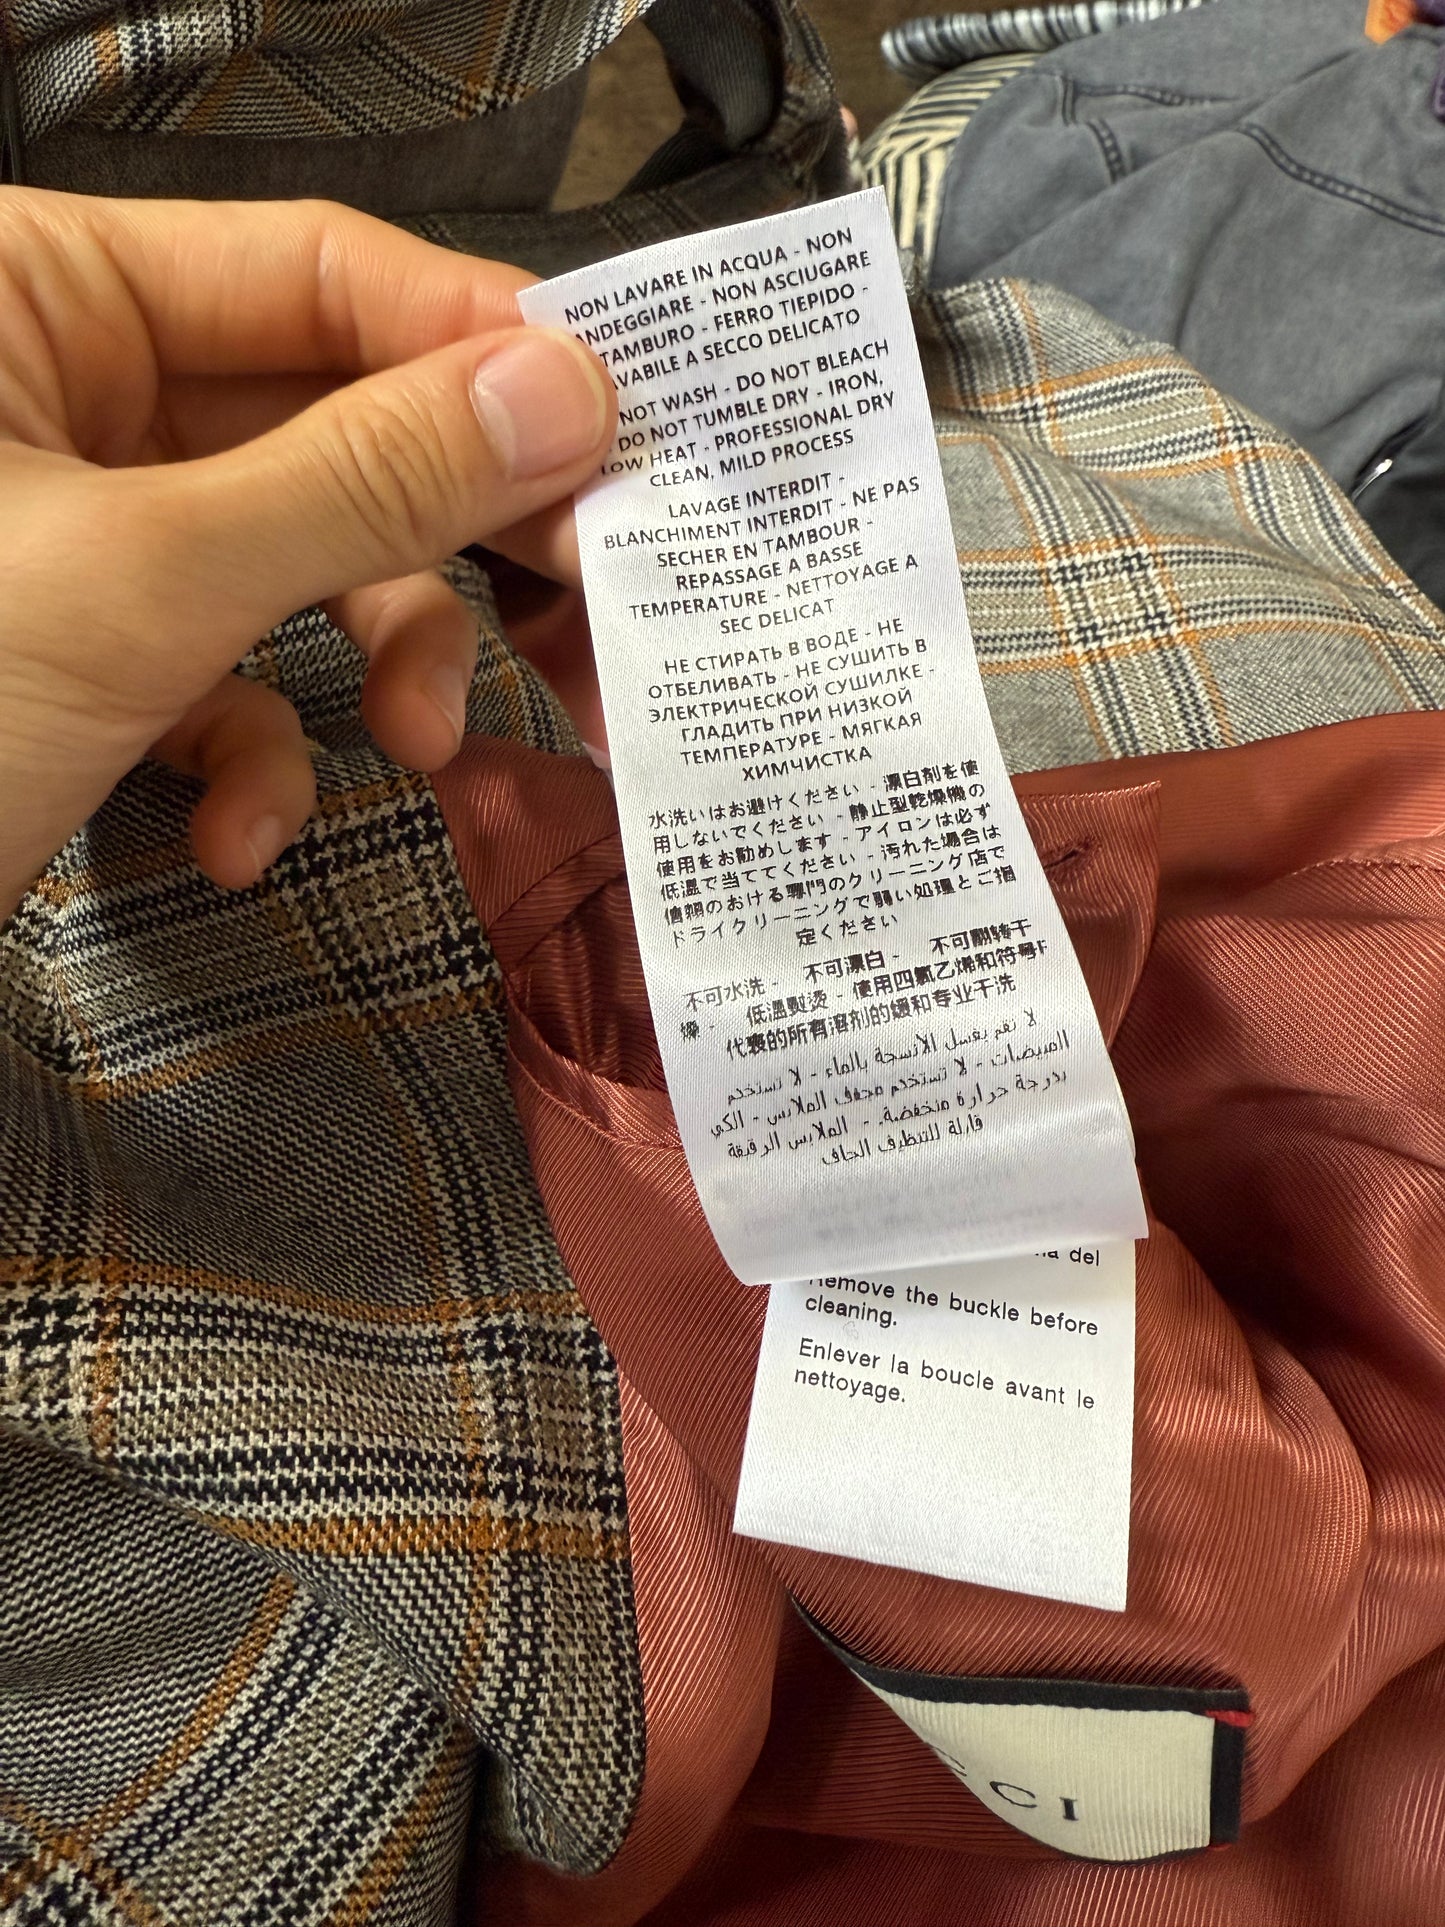 NON LAVARE IN ACQUA - NON
- NON ASCIUGARE
TAMBURO - FERRO TIEPIDO -
A SECCO DELICATO
NOT WASH - DO NOT BLEACH
- DO NOT TUMBLE DRY - IRON,
LOW HEAT - PROFESSIONAL DRY
CLEAN, MILD PROCESS
LAVAGE INTERDIT -
BLANCHIMENT INTERDIT - NE PAS
SECHER EN TAMBOUR -
REPASSAGE A BASSE
TEMPERATURE - NETTOYAGE A
SEC DELICAT
НЕ СТИРАТЬ В ВОДЕ - НЕ
ОТБЕЛИВАТЬ - НЕ СУШИТЬ В
ЭЛЕКТРИЧЕСКОЙ СУШИЛКЕ -
ГЛАДИТЬ ПРИ НИЗКОЙ
ТЕМПЕРАТУРЕ - МЯГКАЯ
ХИМЧИСТКА
水洗いはお避けください - 漂白剤を使
用しないでください - 静止型乾燥機の
使用をお勧めします - アイロンは必ず
低温で当ててください - 汚れた場合は
信頼のおける専門のクリーニング店で
ドライクリーニングで弱い処理とご指
定ください
不可水洗 - 不可漂白 - 不可翻转干
燥 - 低温熨烫 - 使用四氯乙烯和符号F
代表的所有溶剂的缓和专业干洗
لا تقم بغسل الأنسجة بالماء - لا تستخدم
المبيضات - لا تستخدم مجفف الملابس - الكي
بدرجة حرارة منخفضة. - الملابس الرقيقة
قابلة للتنظيف الجاف
del
Remove the buckle before
cleaning.
Enlever la boucle avant le
nettoyage.